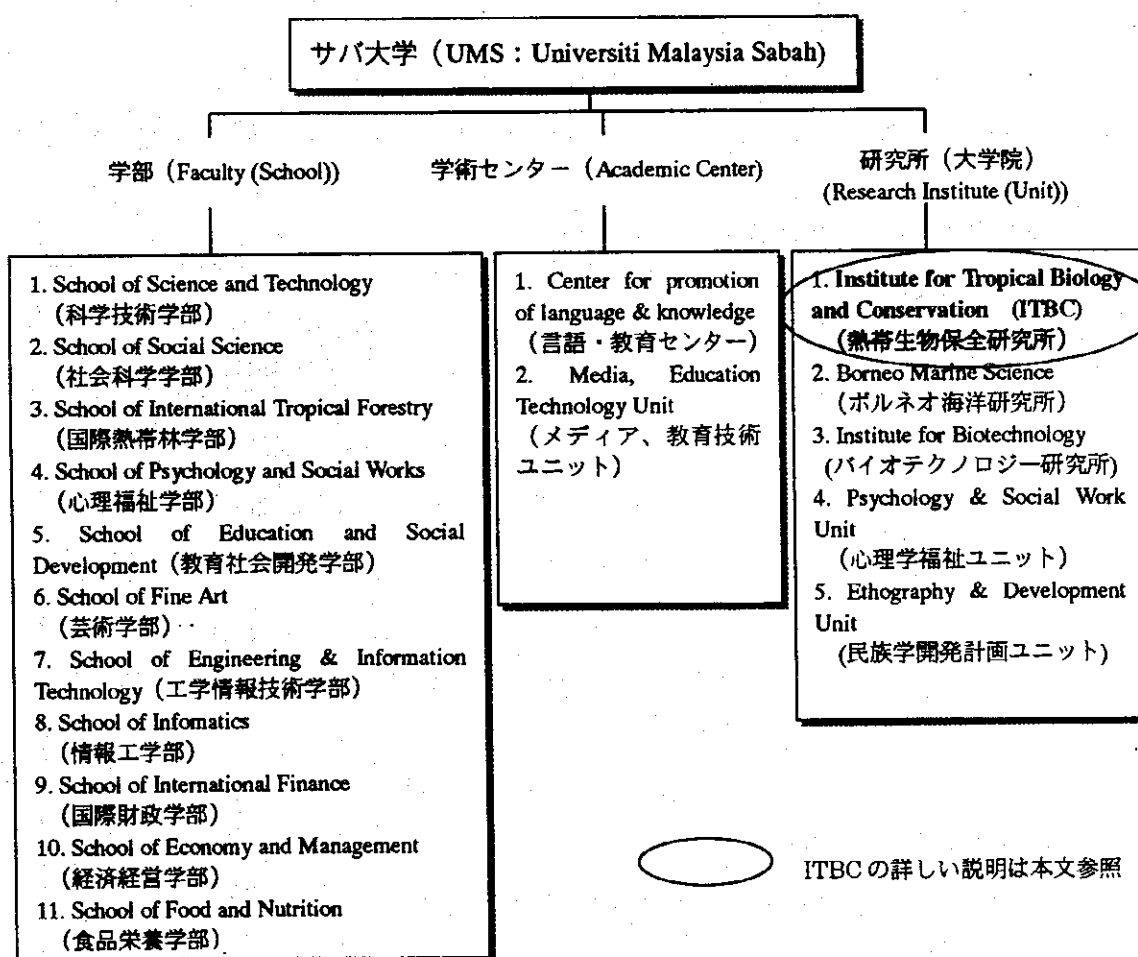 サバ大学（UMS：Universiti Malaysia Sabah)
学部（Faculty (School))
学術センター（Academic Center)
研究所（大学院）
(Research Institute (Unit))
1. School of Science and Technology
（科学技術学部）
2. School of Social Science
（社会科学学部）
3. School of International Tropical Forestry
（国際熱帯林学部）
4. School of Psychology and Social Works
（心理福祉学部）
5. School of Education and Social
Development（教育社会開発学部）
6. School of Fine Art
（芸術学部）
7. School of Engineering & Information
Technology（工学情報技術学部）
8. School of Infomatics
（情報工学部）
9. School of International Finance
（国際財政学部）
10. School of Economy and Management
（経済経営学部）
11. School of Food and Nutrition
（食品栄養学部）
1. Center for promotion
of language & knowledge
（言語・教育センター）
2. Media, Education
Technology Unit
（メディア、教育技術
ユニット）
1. Institute for Tropical Biology
and Conservation (ITBC)
（熱帯生物保全研究所）
2. Borneo Marine Science
（ボルネオ海洋研究所）
3. Institute for Biotechnology
(バイオテクノロジー研究所)
4. Psychology & Social Work
Unit
（心理学福祉ユニット）
5. Ethography & Development
Unit
（民族学開発計画ユニット)
ITBCの詳しい説明は本文参照